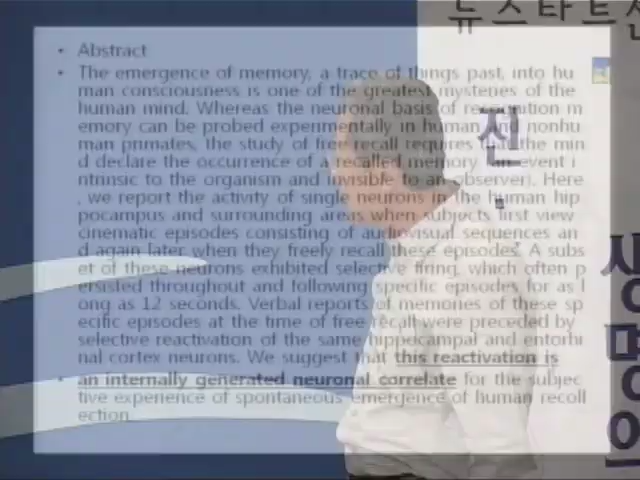 뉴스타트센
• Abstract
• The emergence of memory, a trace of things past, into hu
man consciousness is one of the greatest mysteries of the
human mind. Whereas the neuronal basis of recognition m
emory can be probed experimentally in human and nonhu
man primates, the study of free recall requires that the min
d declare the occurrence of a recalled memory (an event i
ntrinsic to the organism and invisible to an observer). Here
, we report the activity of single neurons in the human hip
pocampus and surrounding areas when subjects first view
cinematic episodes consisting of audiovisual sequences an
d again later when they freely recall these episodes. A subs
et of these neurons exhibited selective firing, which often p
ersisted throughout and following specific episodes for as l
ong as 12 seconds. Verbal reports of memories of these sp
ecific episodes at the time of free recall were preceded by
selective reactivation of the same hippocampal and entorhi
nal cortex neurons. We suggest that this reactivation is
• an internally generated neuronal correlate for the subjec
tive experience of spontaneous emergence of human recoll
ection.
진
생명의